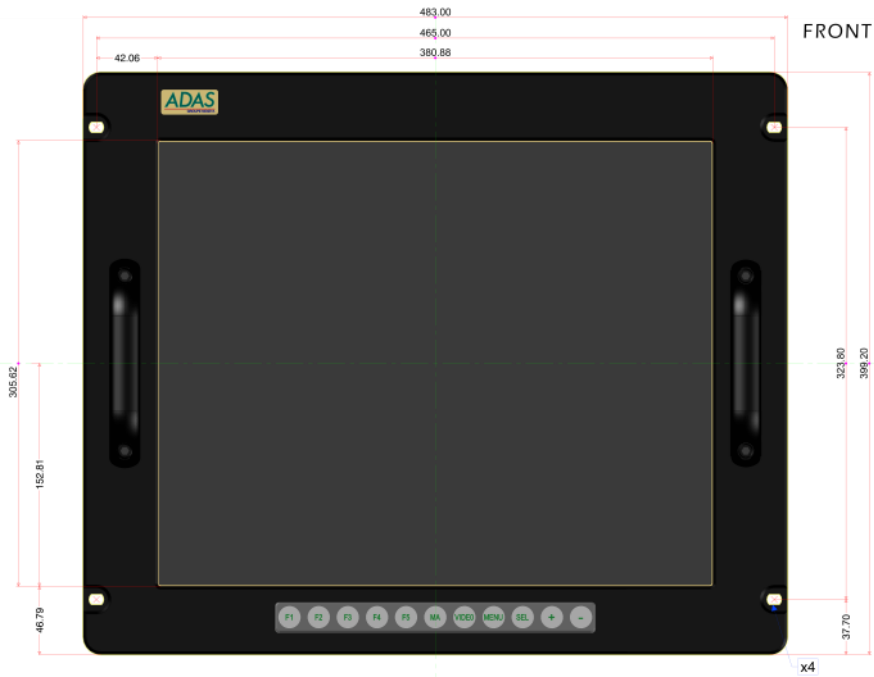 483.00
FRONT
465.00
42.06
380.88
ADAS
305.62
152.81
323.80
399.20
46.79
37.70
F1 F2 F3 F4 F5 MA VIDEO MENU SEL + -
x4